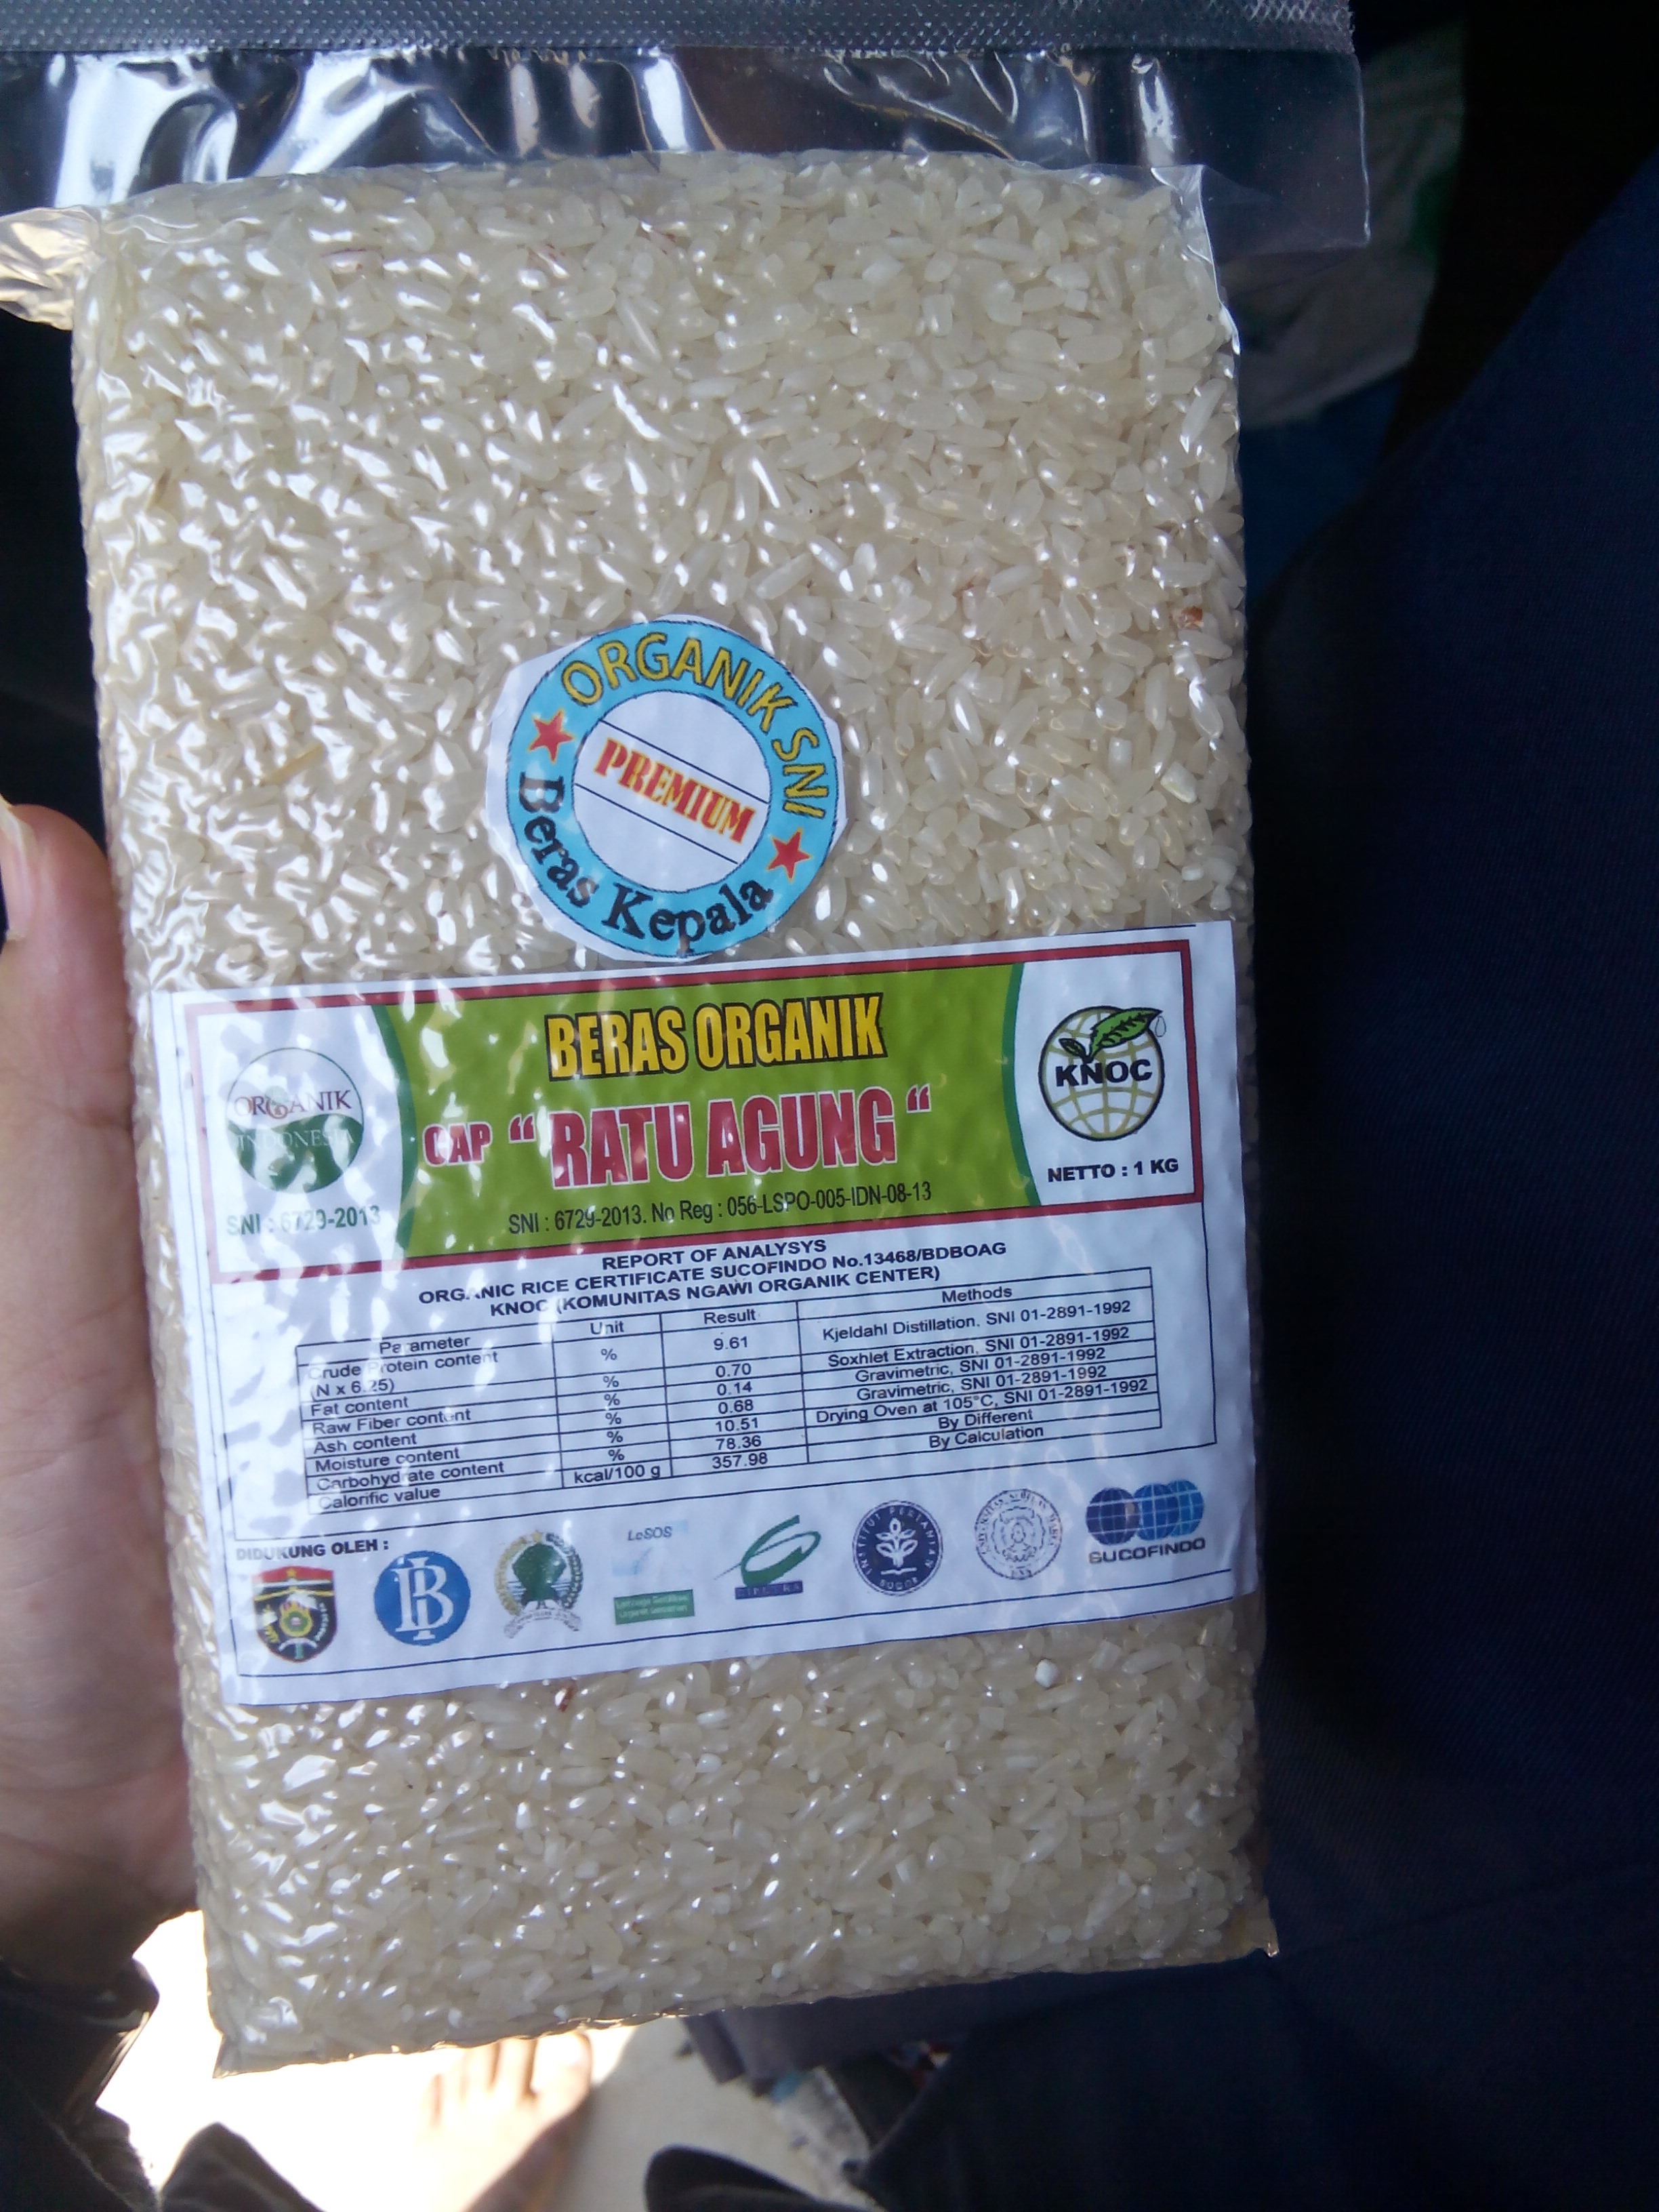 ORGANIK SNI
PREMIUM
Beras Kepala
ORGANIK
INDONESIA
SNI : 6729-2013
BERAS ORGANIK
CAP “ RATU AGUNG “
SNI : 6729-2013. No Reg : 056-LSPO-005-IDN-08-13
KNOC
NETTO : 1 KG
REPORT OF ANALYSYS
ORGANIC RICE CERTIFICATE SUCOFINDO No.13468/BDBOAG
KNOC (KOMUNITAS NGAWI ORGANIK CENTER)
Parameter Unit Result Methods
Crude Protein content % 9.61 Kjeldahl Distillation, SNI 01-2891-1992
(N x 6.25)
Fat content % 0.70 Soxhlet Extraction, SNI 01-2891-1992
Raw Fiber content % 0.14 Gravimetric, SNI 01-2891-1992
Ash content % 0.68 Gravimetric, SNI 01-2891-1992
Moisture content % 10.51 Drying Oven at 105°C, SNI 01-2891-1992
Carbohydrate content % 78.36 By Different
Calorific value kcal/100 g 357.98 By Calculation
DIDUKUNG OLEH :
BI
LeSOS
INSTITUT PERTANIAN
BOGOR
SUCOFINDO